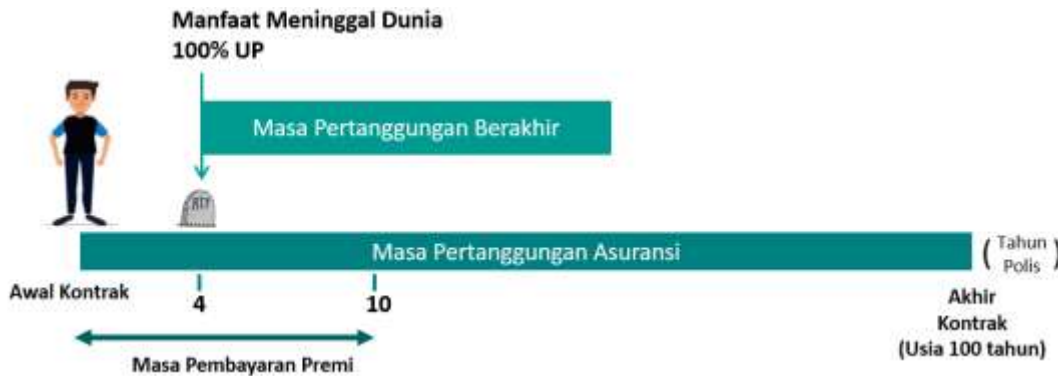 Manfaat Meninggal Dunia
100% UP
Masa Pertanggungan Berakhir
RIP
Masa Pertanggungan Asuransi
( Tahun
Polis )
Awal Kontrak
4
10
Akhir
Kontrak
(Usia 100 tahun)
Masa Pembayaran Premi